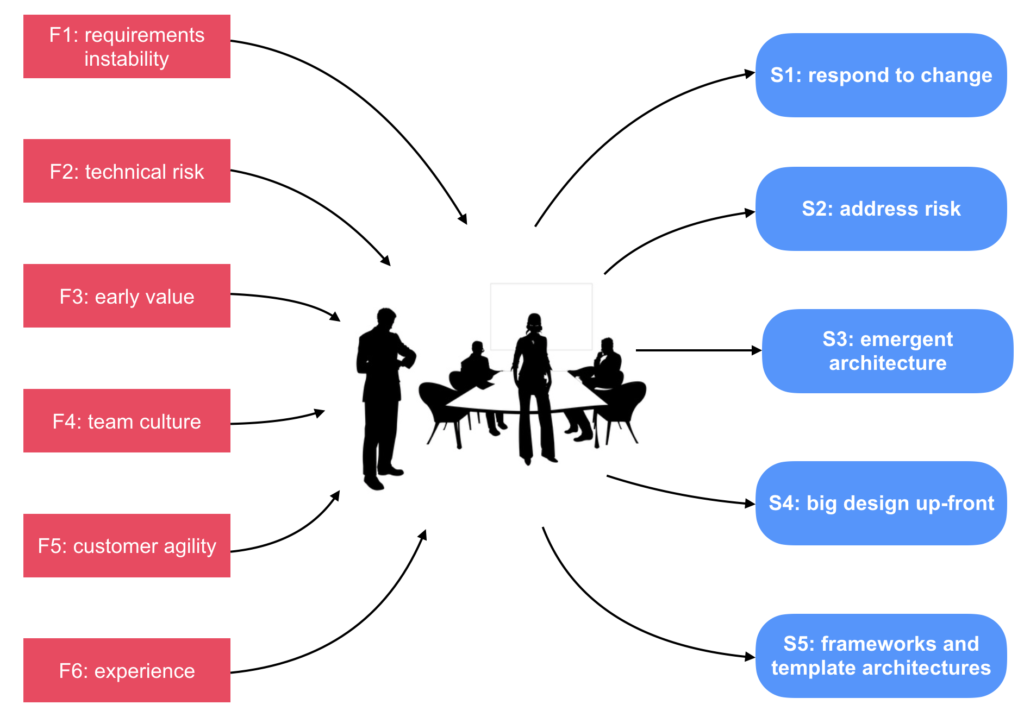 F1: requirements
instability
F2: technical risk
F3: early value
F4: team culture
F5: customer agility
F6: experience
S1: respond to change
S2: address risk
S3: emergent
architecture
S4: big design up-front
S5: frameworks and
template architectures